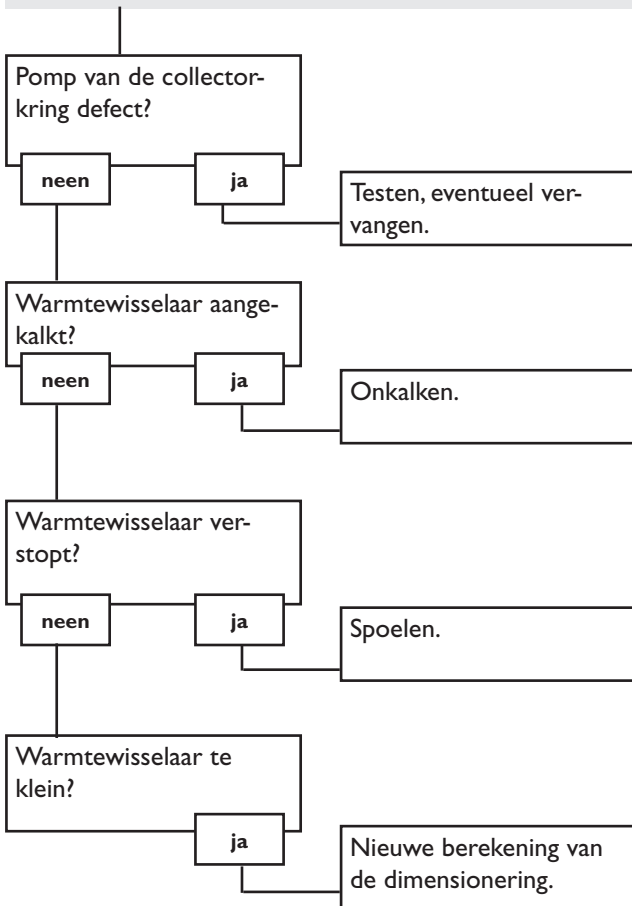 Pomp van de collector-
kring defect?
neen
ja
Testen, eventueel ver-
vangen.
Warmtewisselaar aange-
kalkt?
neen
ja
Onkalken.
Warmtewisselaar ver-
stopt?
neen
ja
Spoelen.
Warmtewisselaar te
klein?
ja
Nieuwe berekening van
de dimensionering.